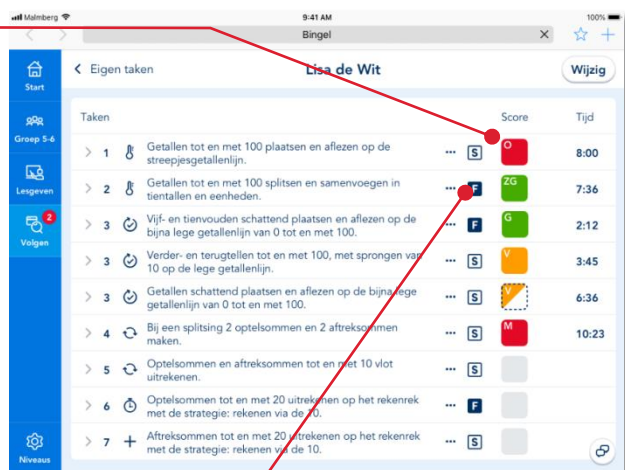 Malmberg 9:41 AM 100%
Bingel
Start
Groep 5-6
Lesgeven
2
Volgen
Niveaus
Eigen taken Lisa de Wit Wijzig
Taken Score Tijd
1 Getallen tot en met 100 plaatsen en aflezen op de
streepjesgetallenlijn. ... S O 8:00
2 Getallen tot en met 100 splitsen en samenvoegen in
tientallen en eenheden. ... F ZG 7:36
3 Vijf- en tienvouden schattend plaatsen en aflezen op de
bijna lege getallenlijn van 0 tot en met 100. ... F G 2:12
3 Verder- en terugtellen tot en met 100, met sprongen van
10 op de lege getallenlijn. ... S V 3:45
3 Getallen schattend plaatsen en aflezen op de bijna lege
getallenlijn van 0 tot en met 100. ... S V 6:36
4 Bij een splitsing 2 optelsommen en 2 aftreksommen
maken. ... S M 10:23
5 Optelsommen en aftreksommen tot en met 10 vlot
uitrekenen. ... S
6 Optelsommen tot en met 20 uitrekenen op het rekenrek
met de strategie: rekenen via de 10. ... F
7 Aftreksommen tot en met 20 uitrekenen op het rekenrek
met de strategie: rekenen via de 10. ... S